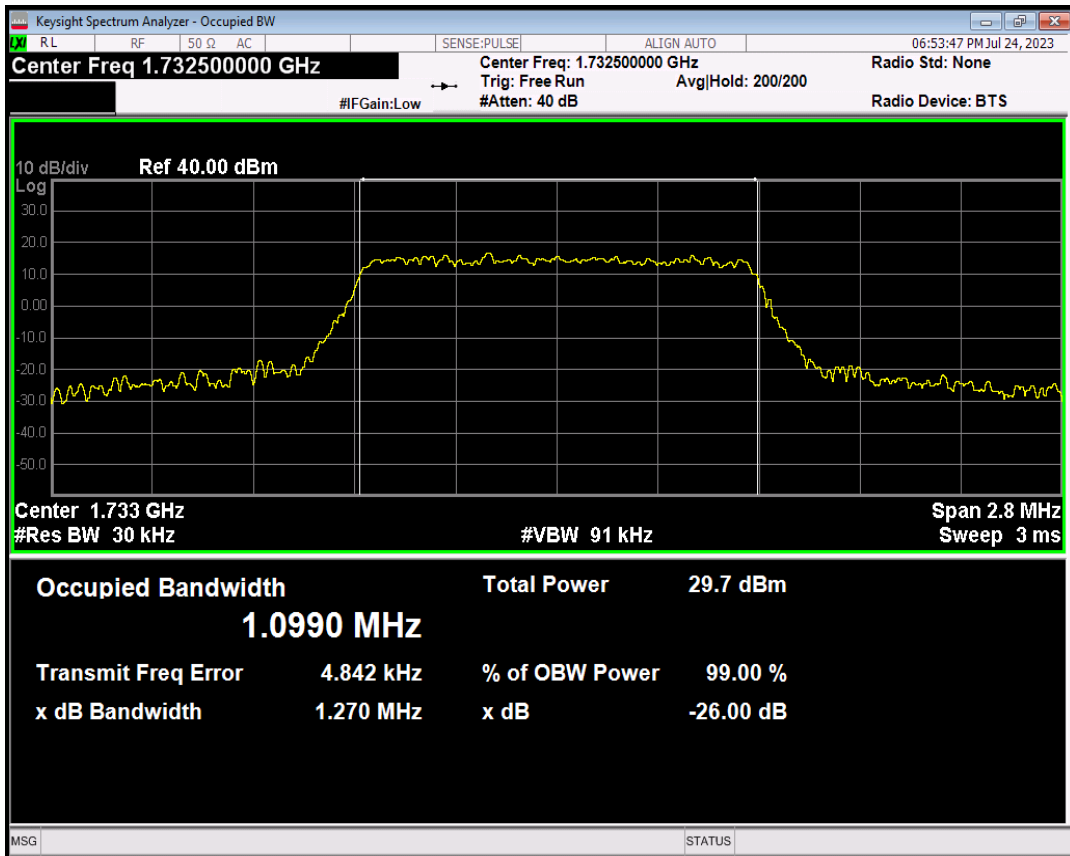 Keysight Spectrum Analyzer - Occupied BW
LXI RL RF 50 Ω AC SENSE:PULSE ALIGN AUTO 06:53:47 PM Jul 24, 2023
Center Freq 1.732500000 GHz Center Freq: 1.732500000 GHz Radio Std: None
Trig: Free Run Avg|Hold: 200/200
#IFGain:Low #Atten: 40 dB Radio Device: BTS
10 dB/div Ref 40.00 dBm
Log
30.0
20.0
10.0
0.00
-10.0
-20.0
-30.0
-40.0
-50.0
Center 1.733 GHz Span 2.8 MHz
#Res BW 30 kHz #VBW 91 kHz Sweep 3 ms
Occupied Bandwidth Total Power 29.7 dBm
1.0990 MHz
Transmit Freq Error 4.842 kHz % of OBW Power 99.00 %
x dB Bandwidth 1.270 MHz x dB -26.00 dB
MSG STATUS